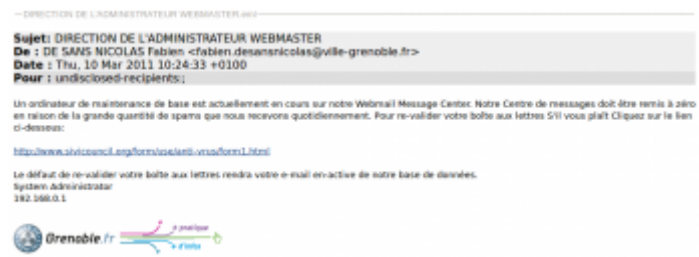 DIRECTION DE L'ADMINISTRATEUR WEBMASTER.eml
Sujet: DIRECTION DE L'ADMINISTRATEUR WEBMASTER
De : DE SANS NICOLAS Fabien <fabien.desansnicolas@ville-grenoble.fr>
Date : Thu, 10 Mar 2011 10:24:33 +0100
Pour : undisclosed-recipients:;
Un ordinateur de maintenance de base est actuellement en cours sur notre Webmail Message Center. Notre Centre de messages doit être remis à zéro
en raison de la grande quantité de spams que nous recevons quotidiennement. Pour re-valider votre boîte aux lettres S'il vous plaît Cliquez sur le lien
ci-dessous:
http://www.sivicouncil.org/form/use/anti-virus/form1.html
Le défaut de re-valider votre boîte aux lettres rendra votre e-mail en-active de notre base de données.
System Administrator
192.168.0.1
Grenoble.fr
+ pratique
+ d'infos